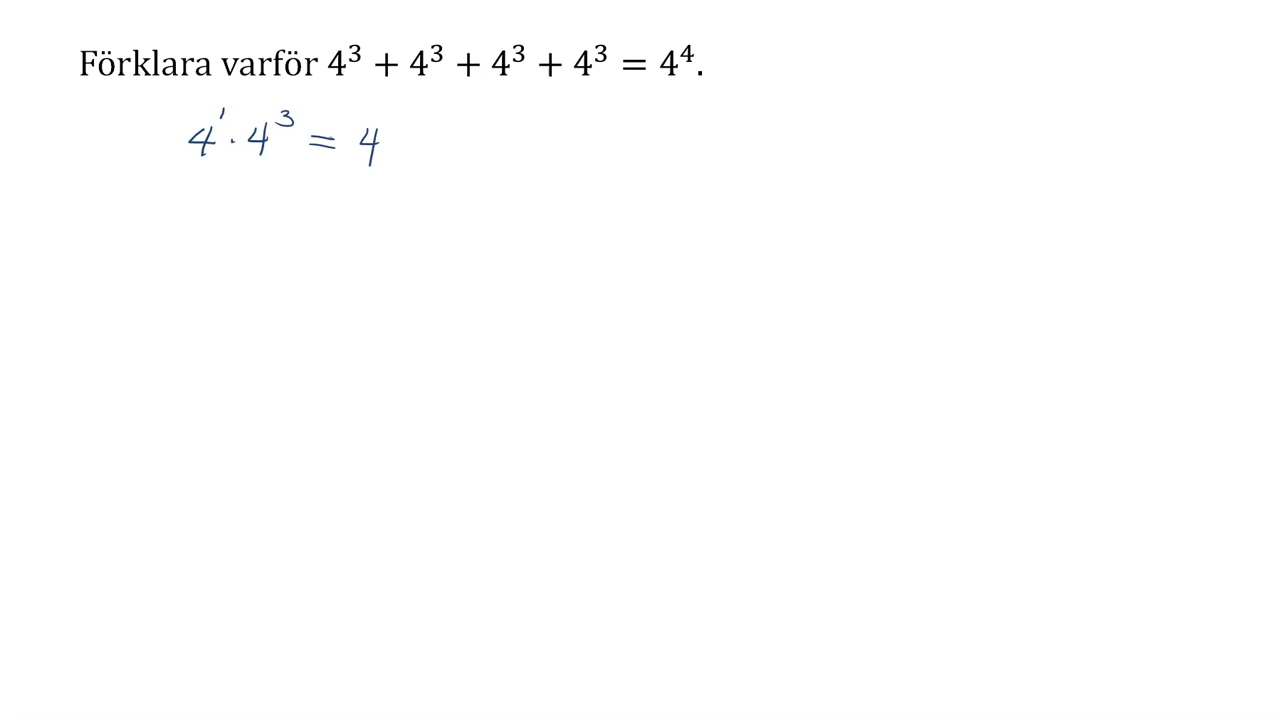 Förklara varför 4³ + 4³ + 4³ + 4³ = 4⁴.
4¹ · 4³ = 4